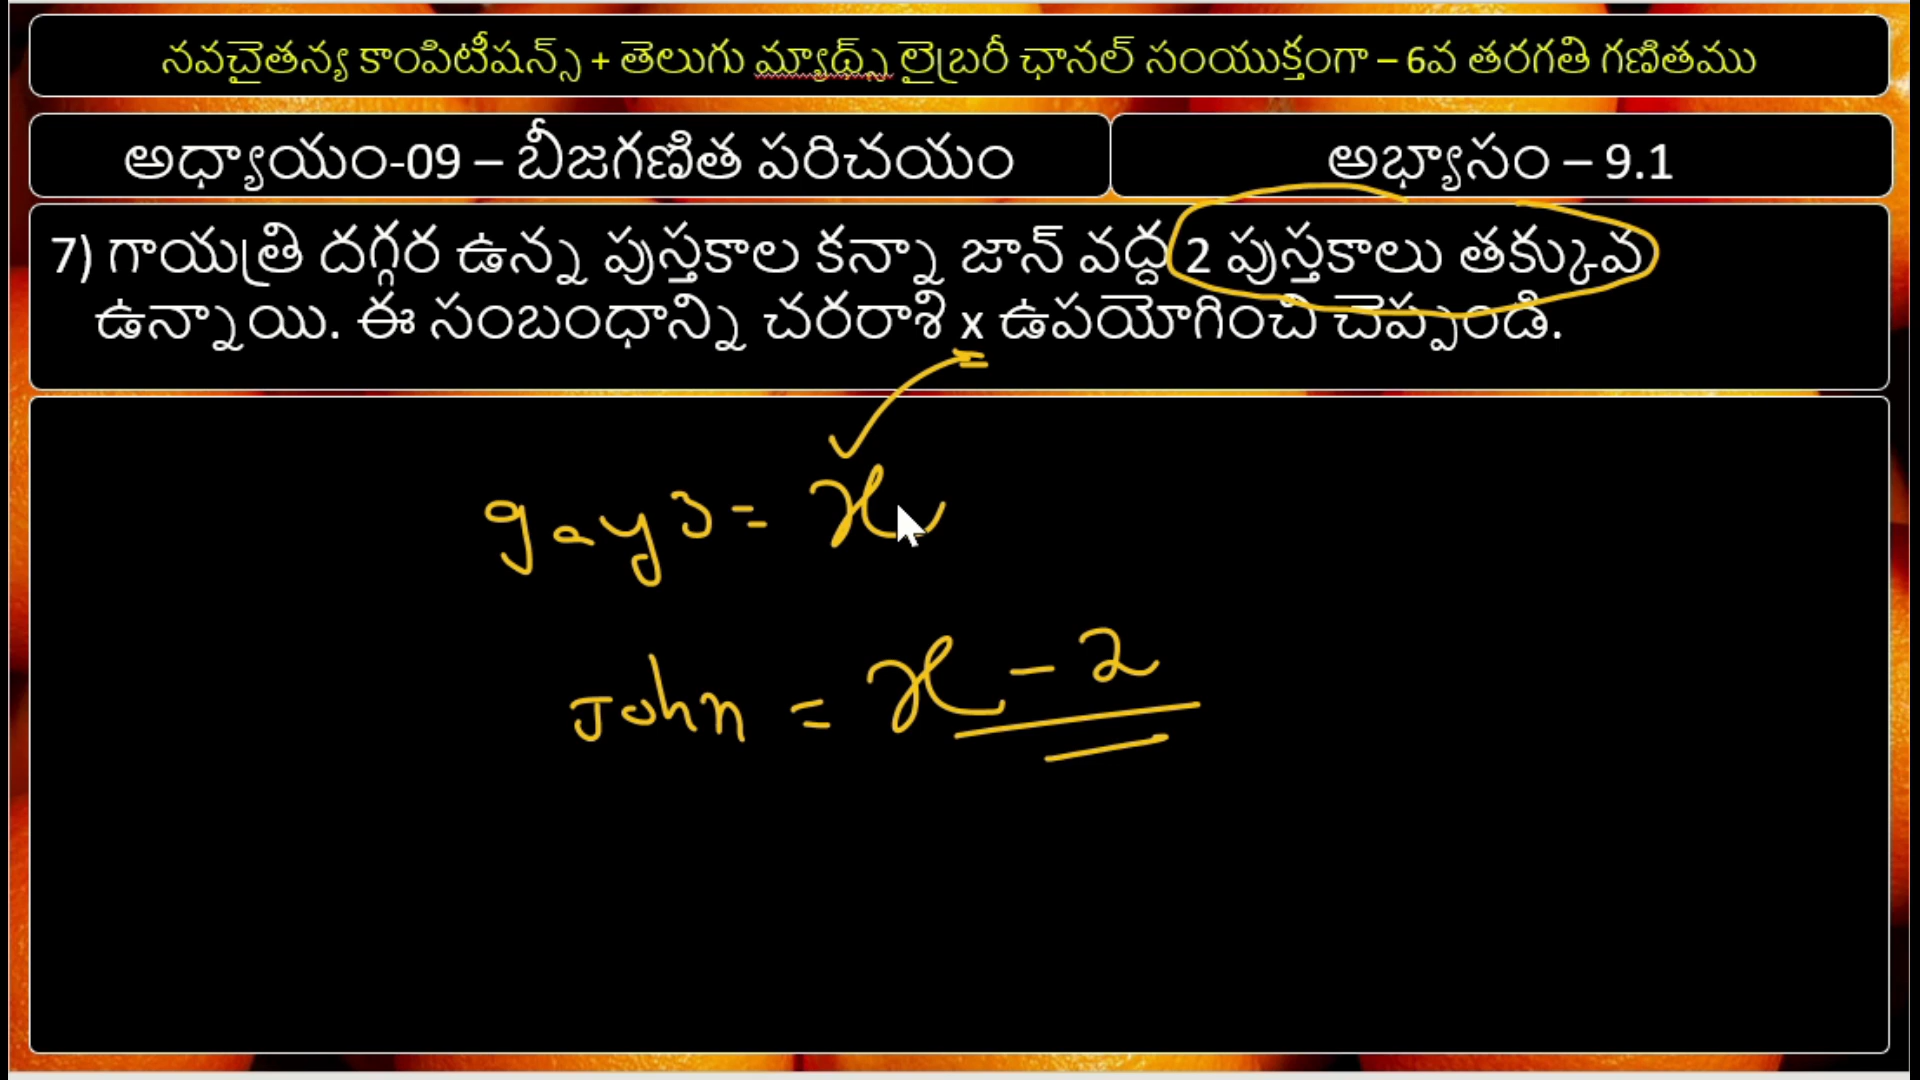 నవచైతన్య కాంపిటీషన్స్ + తెలుగు మ్యాథ్స్ లైబ్రరీ ఛానల్ సంయుక్తంగా – 6వ తరగతి గణితము
అధ్యాయం-09 – బీజగణిత పరిచయం
అభ్యాసం – 9.1
7) గాయత్రి దగ్గర ఉన్న పుస్తకాల కన్నా జాన్ వద్ద 2 పుస్తకాలు తక్కువ
ఉన్నాయి. ఈ సంబంధాన్ని చరరాశి x ఉపయోగించి చెప్పండి.
= x
John = x - 2